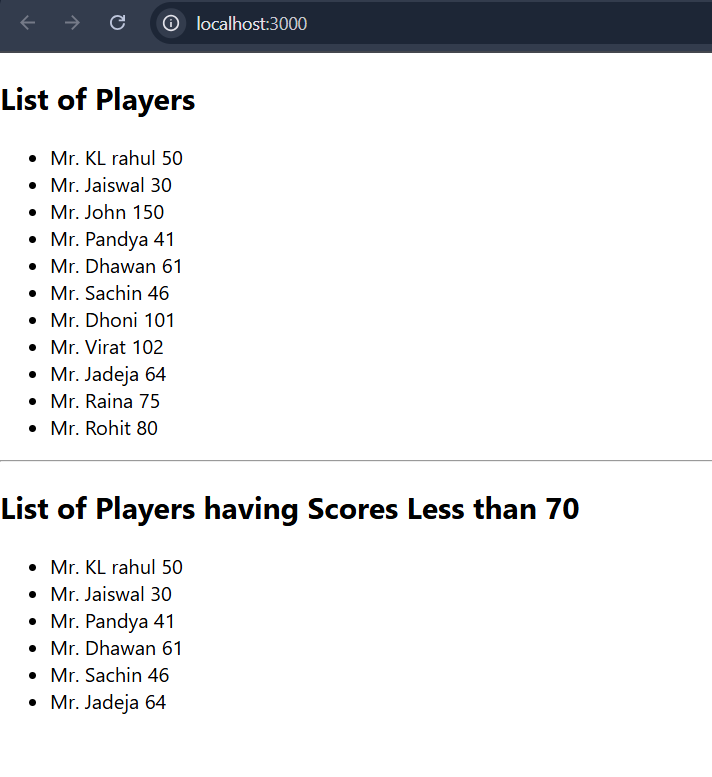 localhost:3000
List of Players
Mr. KL rahul 50
Mr. Jaiswal 30
Mr. John 150
Mr. Pandya 41
Mr. Dhawan 61
Mr. Sachin 46
Mr. Dhoni 101
Mr. Virat 102
Mr. Jadeja 64
Mr. Raina 75
Mr. Rohit 80
List of Players having Scores Less than 70
Mr. KL rahul 50
Mr. Jaiswal 30
Mr. Pandya 41
Mr. Dhawan 61
Mr. Sachin 46
Mr. Jadeja 64